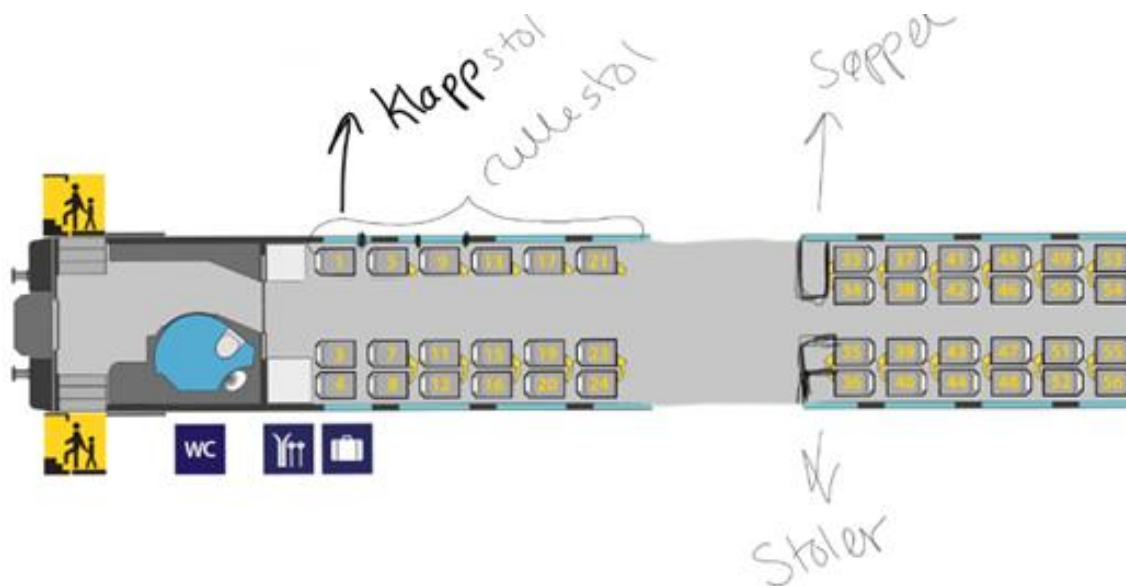 Klappstol
rullestol
Søppel
1 5 9 13 17 21
33 37 41 45 49 53
34 38 42 46 50 54
3 7 11 15 19 23
35 39 43 47 51 55
4 8 12 16 20 24
36 40 44 48 52 56
WC
Stoler